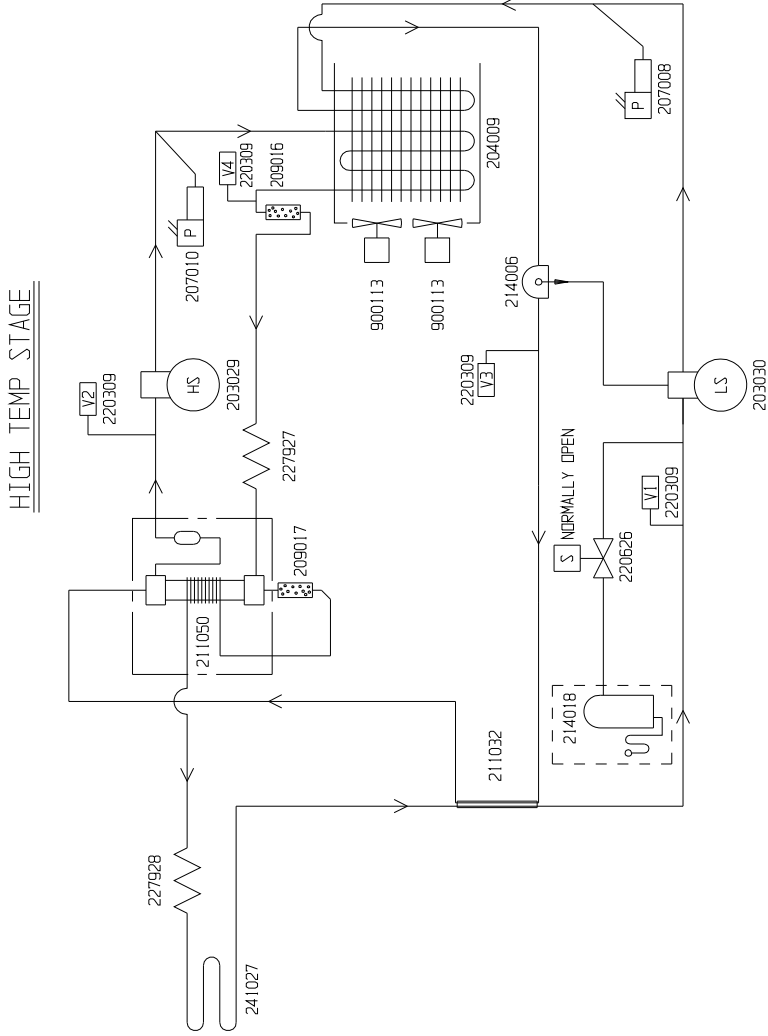 HIGH TEMP STAGE
207010
P
V4
220309
209016
204009
P
207008
900113
900113
214006
V2
220309
HS
203029
227927
220309
V3
LS
203030
S NORMALLY OPEN
220626
V1
220309
209017
211050
214018
211032
227928
241027